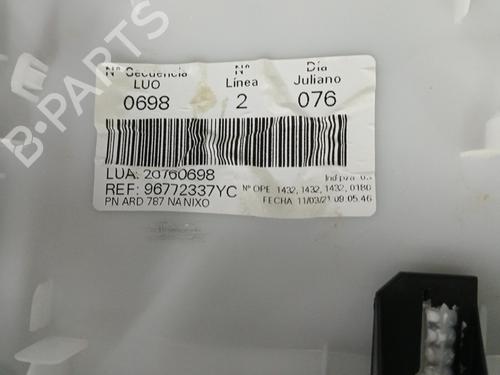 B-PARTS
Nº Secuencia Nº Día
LUO Línea Juliano
0698 2 076
LUA: 20760698
REF: 96772337YC
PN ARD 787 NA NIXO
Nº OPE 1432, 1432, 1432, 0180
FECHA 11/03/21 09:05:46